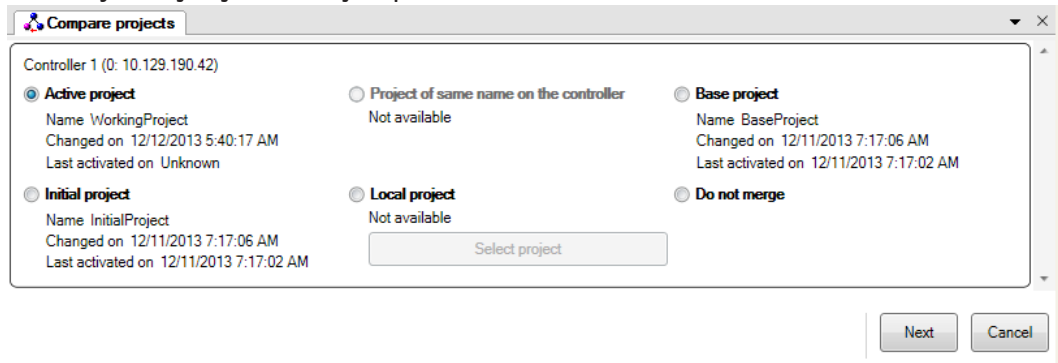 Compare projects
Controller 1 (0: 10.129.190.42)
Active project
Name WorkingProject
Changed on 12/12/2013 5:40:17 AM
Last activated on Unknown
Project of same name on the controller
Not available
Base project
Name BaseProject
Changed on 12/11/2013 7:17:06 AM
Last activated on 12/11/2013 7:17:02 AM
Initial project
Name InitialProject
Changed on 12/11/2013 7:17:06 AM
Last activated on 12/11/2013 7:17:02 AM
Local project
Not available
Select project
Do not merge
Next
Cancel